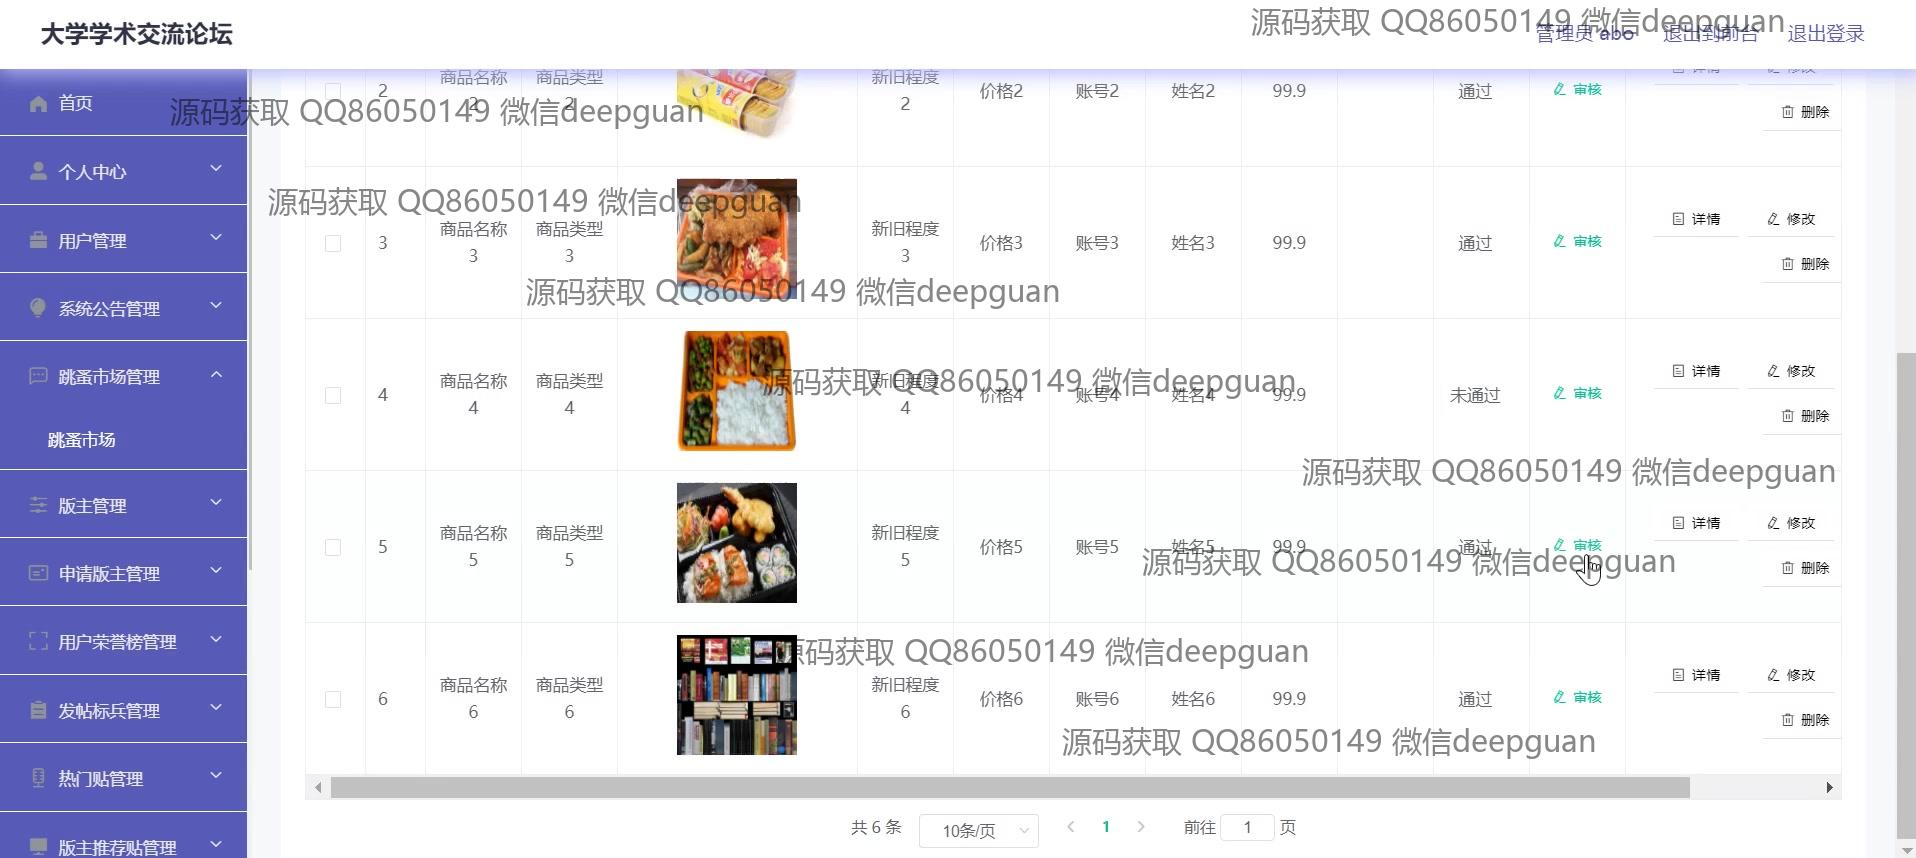 大学学术交流论坛
源码获取 QQ86050149 微信deepguan
管理员 abo 退出到前台 退出登录
首页
源码获取 QQ86050149 微信deepguan
个人中心
用户管理
系统公告管理
跳蚤市场管理
跳蚤市场
版主管理
申请版主管理
用户荣誉榜管理
发帖标兵管理
热门贴管理
版主推荐贴管理
2 商品名称2 商品类型2 新旧程度2 价格2 账号2 姓名2 99.9 通过 审核 详情 修改
删除
源码获取 QQ86050149 微信deepguan
3 商品名称3 商品类型3 新旧程度3 价格3 账号3 姓名3 99.9 通过 审核 详情 修改
删除
源码获取 QQ86050149 微信deepguan
4 商品名称4 商品类型4 新旧程度4 价格4 账号4 姓名4 99.9 未通过 审核 详情 修改
删除
源码获取 QQ86050149 微信deepguan
源码获取 QQ86050149 微信deepguan
5 商品名称5 商品类型5 新旧程度5 价格5 账号5 姓名5 99.9 通过 审核 详情 修改
删除
源码获取 QQ86050149 微信deepguan
源码获取 QQ86050149 微信deepguan
6 商品名称6 商品类型6 新旧程度6 价格6 账号6 姓名6 99.9 通过 审核 详情 修改
删除
源码获取 QQ86050149 微信deepguan
共 6 条 10条/页 1 前往 1 页